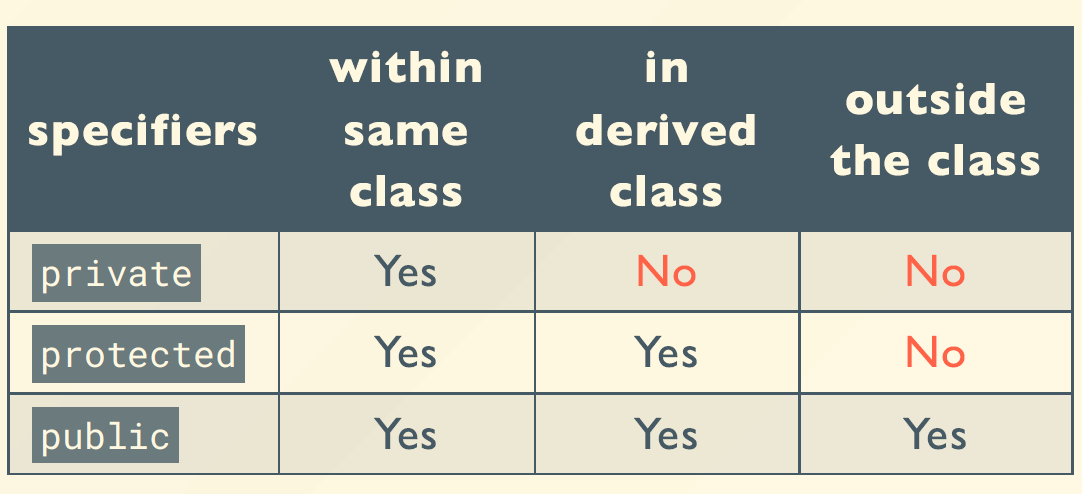 specifiers within same class in derived class outside the class
private Yes No No
protected Yes Yes No
public Yes Yes Yes